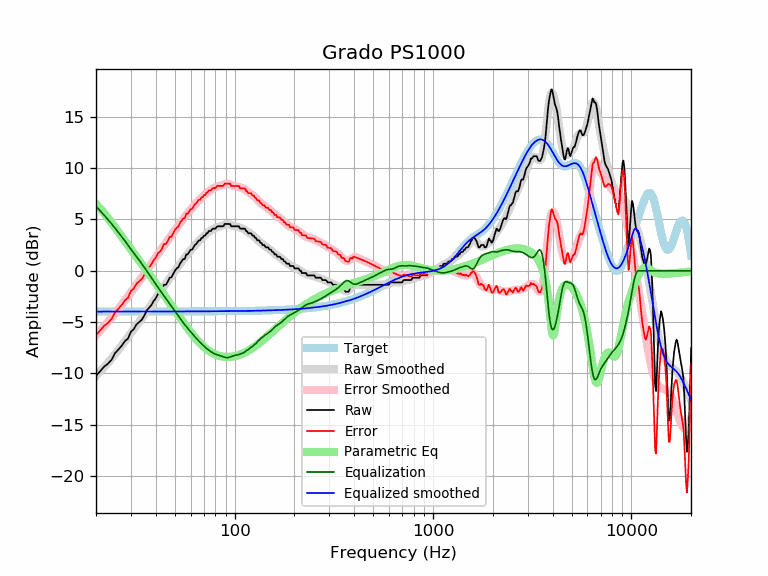 Grado PS1000
Amplitude (dBr)
15
10
5
0
−5
−10
−15
−20
Target
Raw Smoothed
Error Smoothed
Raw
Error
Parametric Eq
Equalization
Equalized smoothed
100 1000 10000
Frequency (Hz)